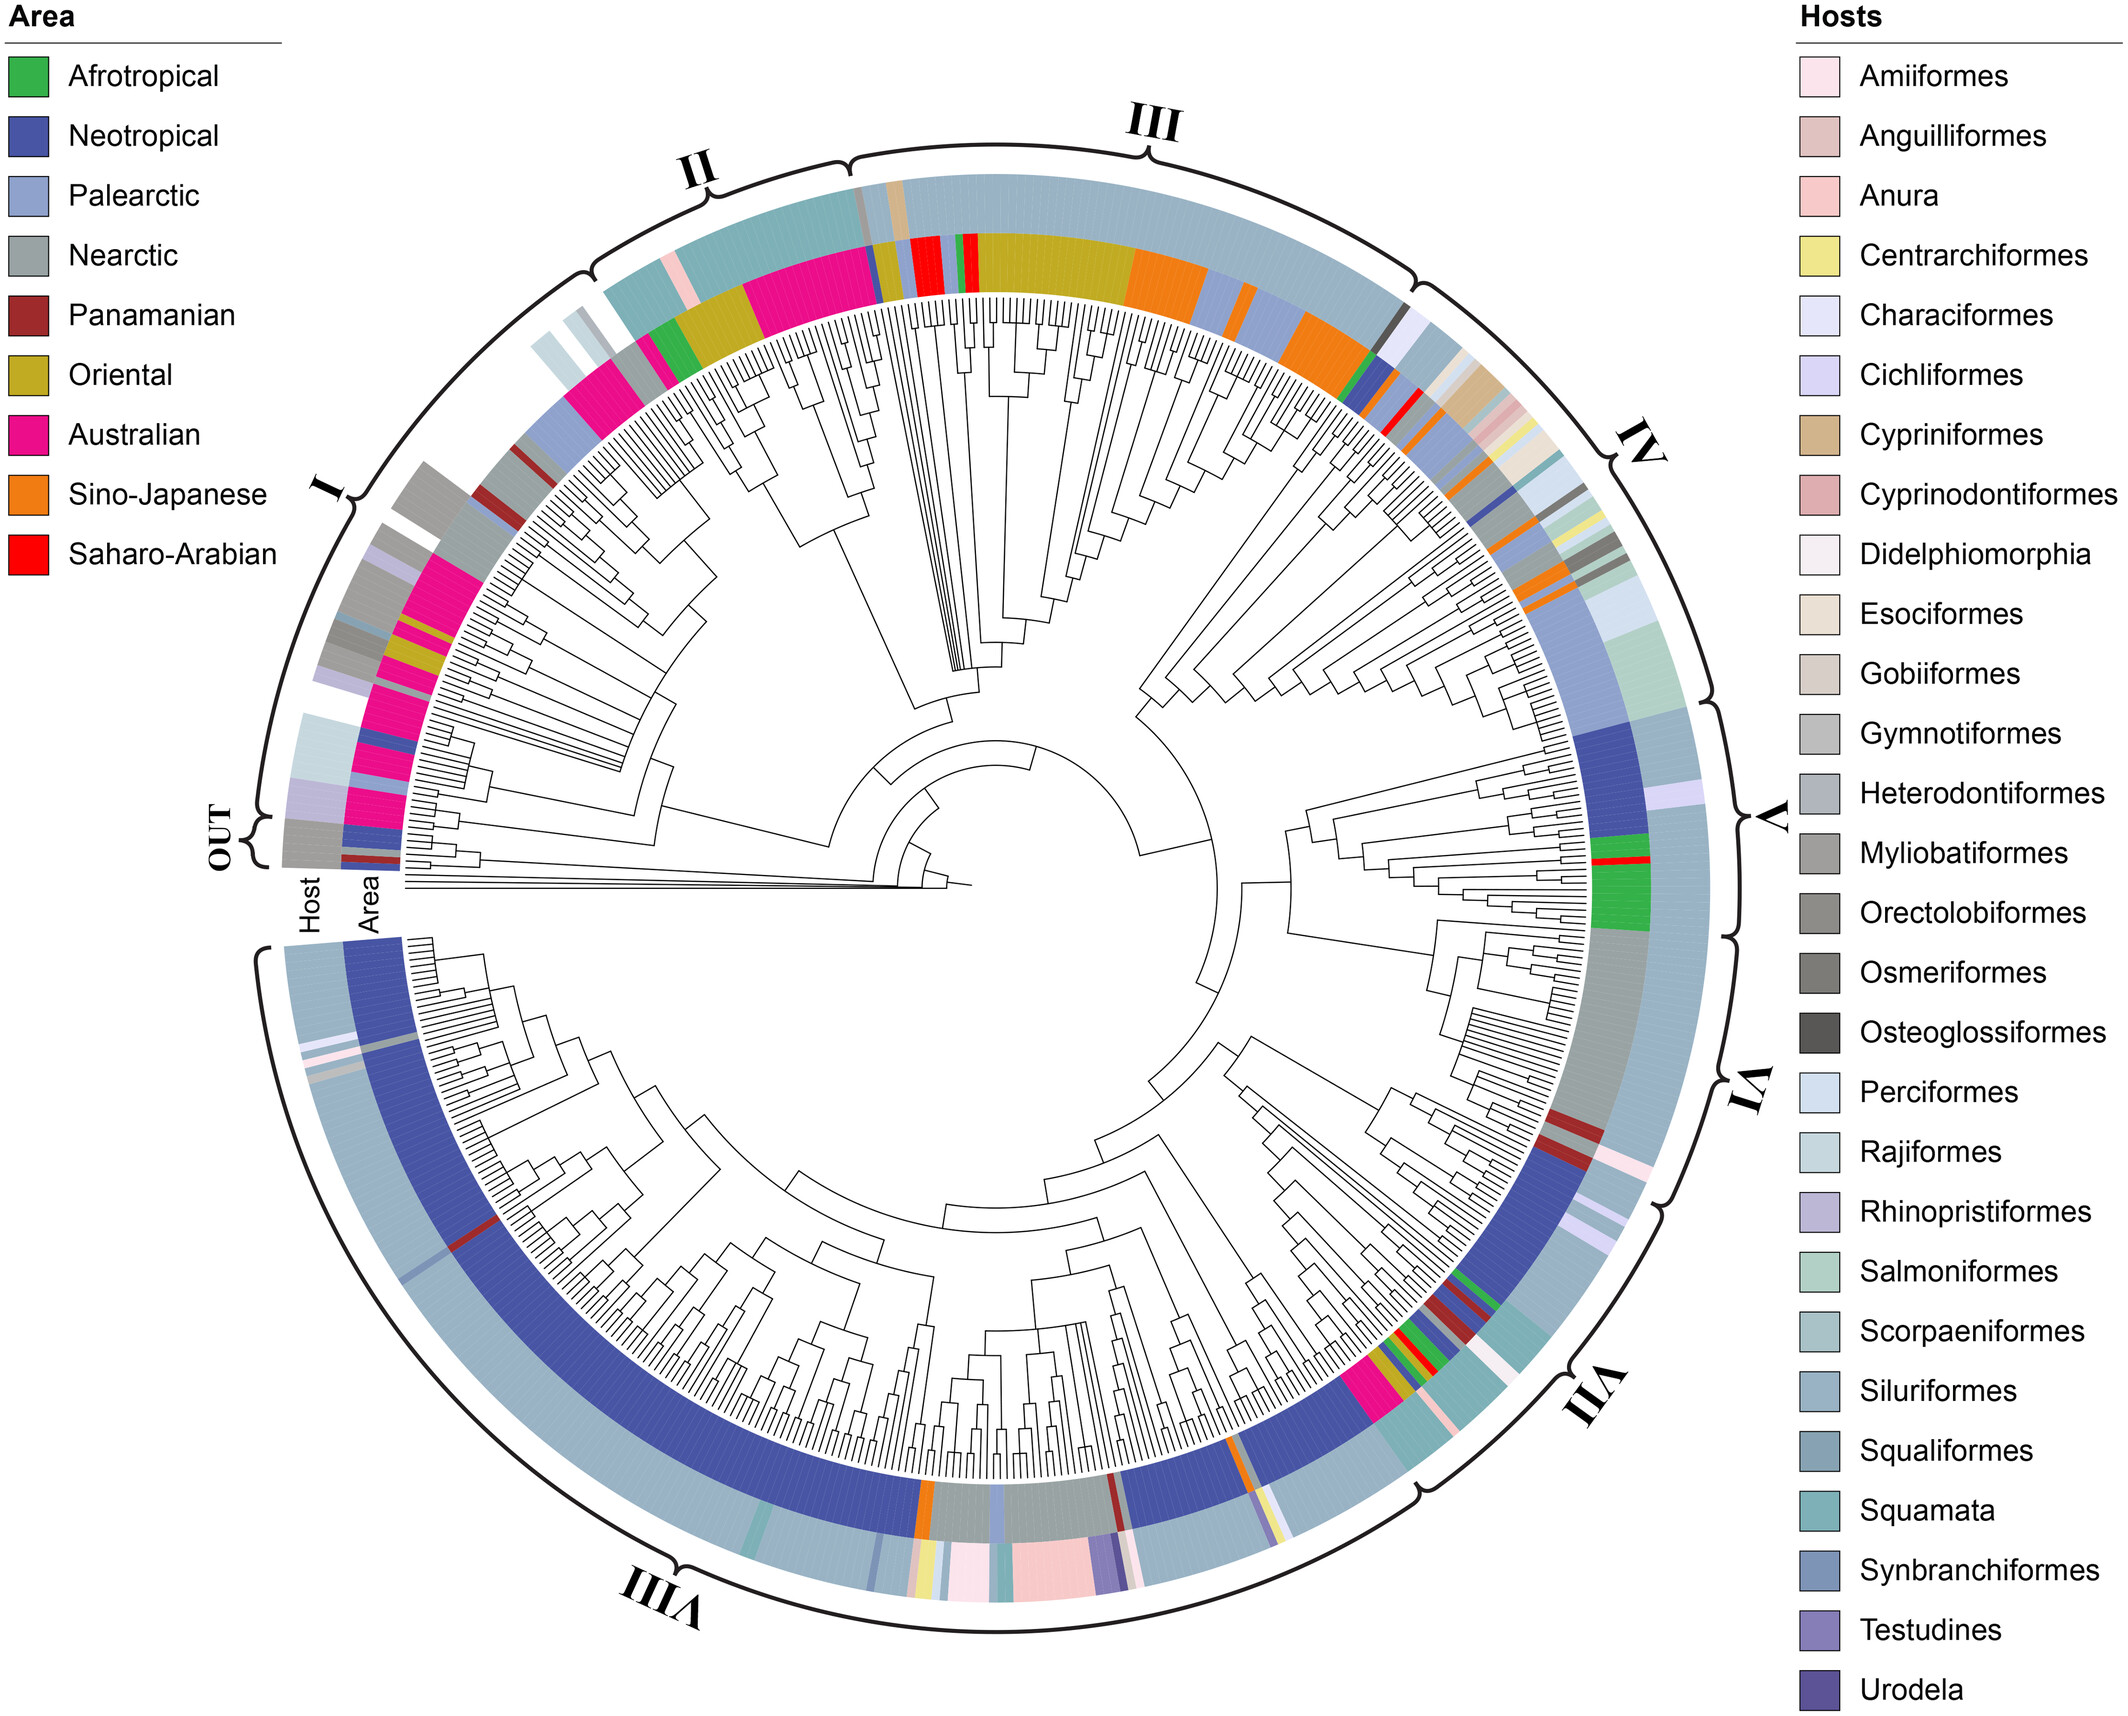 Area
Afrotropical
Neotropical
Palearctic
Nearctic
Panamanian
Oriental
Australian
Sino-Japanese
Saharo-Arabian
OUT
I
II
III
IV
V
VI
VII
VIII
Host
Area
Hosts
Amiiformes
Anguilliformes
Anura
Centrarchiformes
Characiformes
Cichliformes
Cypriniformes
Cyprinodontiformes
Didelphiomorphia
Esociformes
Gobiiformes
Gymnotiformes
Heterodontiformes
Myliobatiformes
Orectolobiformes
Osmeriformes
Osteoglossiformes
Perciformes
Rajiformes
Rhinopristiformes
Salmoniformes
Scorpaeniformes
Siluriformes
Squaliformes
Squamata
Synbranchiformes
Testudines
Urodela